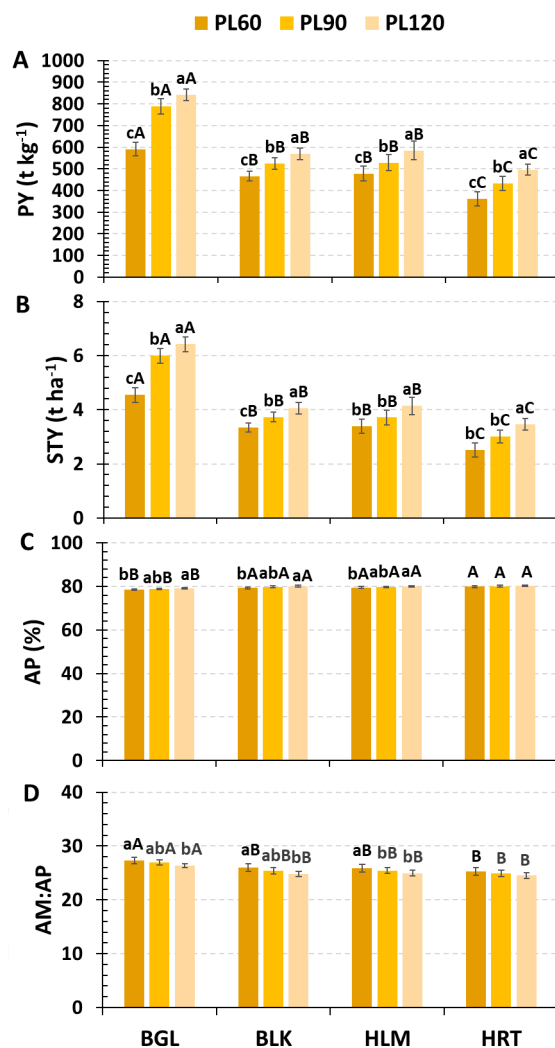 PL60 PL90 PL120
A
PY (t kg-1)
1000
900
800
700
600
500
400
300
200
100
0
cA bA aA cB bB aB cB bB aB cC bC aC
B
STY (t ha-1)
8
6
4
2
0
cA bA aA cB bB aB bB bB aB bC bC aC
C
AP (%)
100
80
60
40
20
0
bB abB aB bA abA aA bA abA aA A A A
D
AM:AP
40
30
20
10
0
aA abA bA aB abB bB aB bB bB B B B
BGL BLK HLM HRT